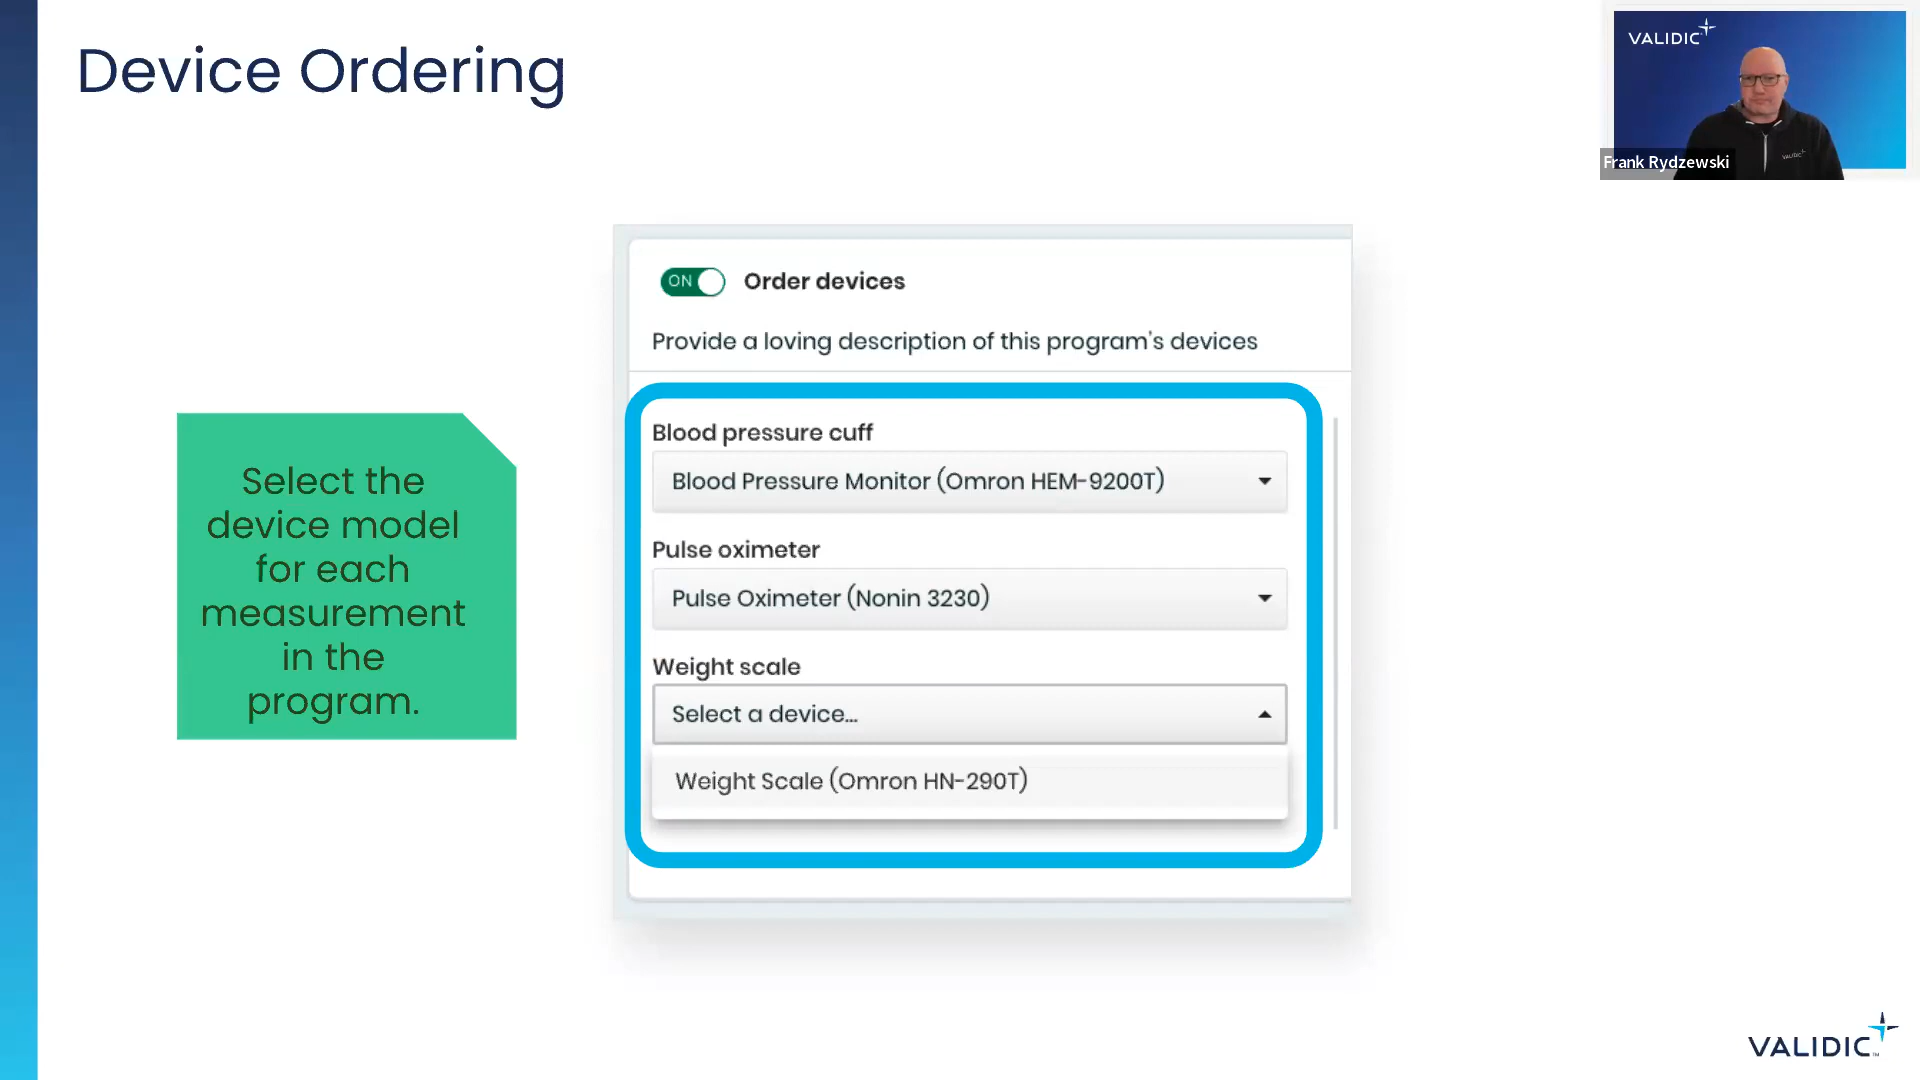 Device Ordering
VALIDIC
VALIDIC
Frank Rydzewski
ON
Order devices
Provide a loving description of this program's devices
Select the
device model
for each
measurement
in the
program.
Blood pressure cuff
Blood Pressure Monitor (Omron HEM-9200T)
Pulse oximeter
Pulse Oximeter (Nonin 3230)
Weight scale
Select a device...
Weight Scale (Omron HN-290T)
VALIDIC™